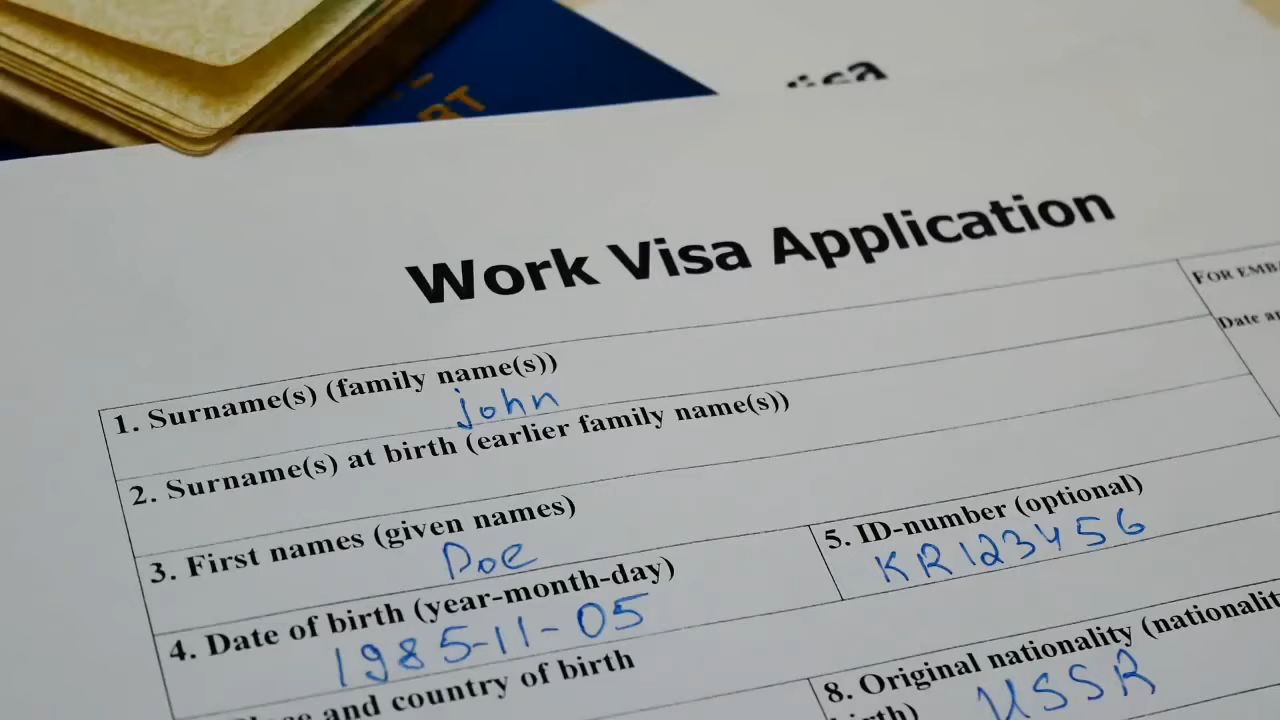 Work Visa Application
FOR EMBA
Date a
1. Surname(s) (family name(s))
john
2. Surname(s) at birth (earlier family name(s))
3. First names (given names)
Doe
5. ID-number (optional)
KR123456
4. Date of birth (year-month-day)
1985-11-05
and country of birth
8. Original nationality (nationalit
USSR